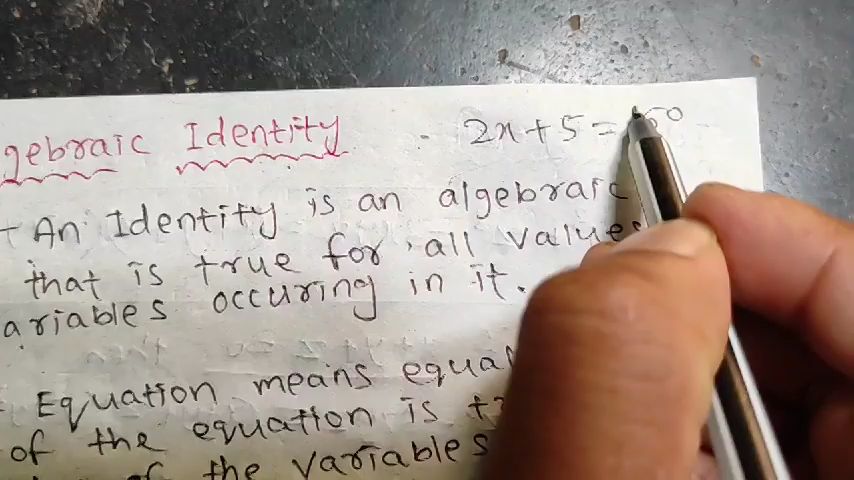 gebraic Identity
2x+5=50
An Identity is an algebraic
that is true for all values
ariables occuring in it.
Equation means equal
of the equation is
of the variables